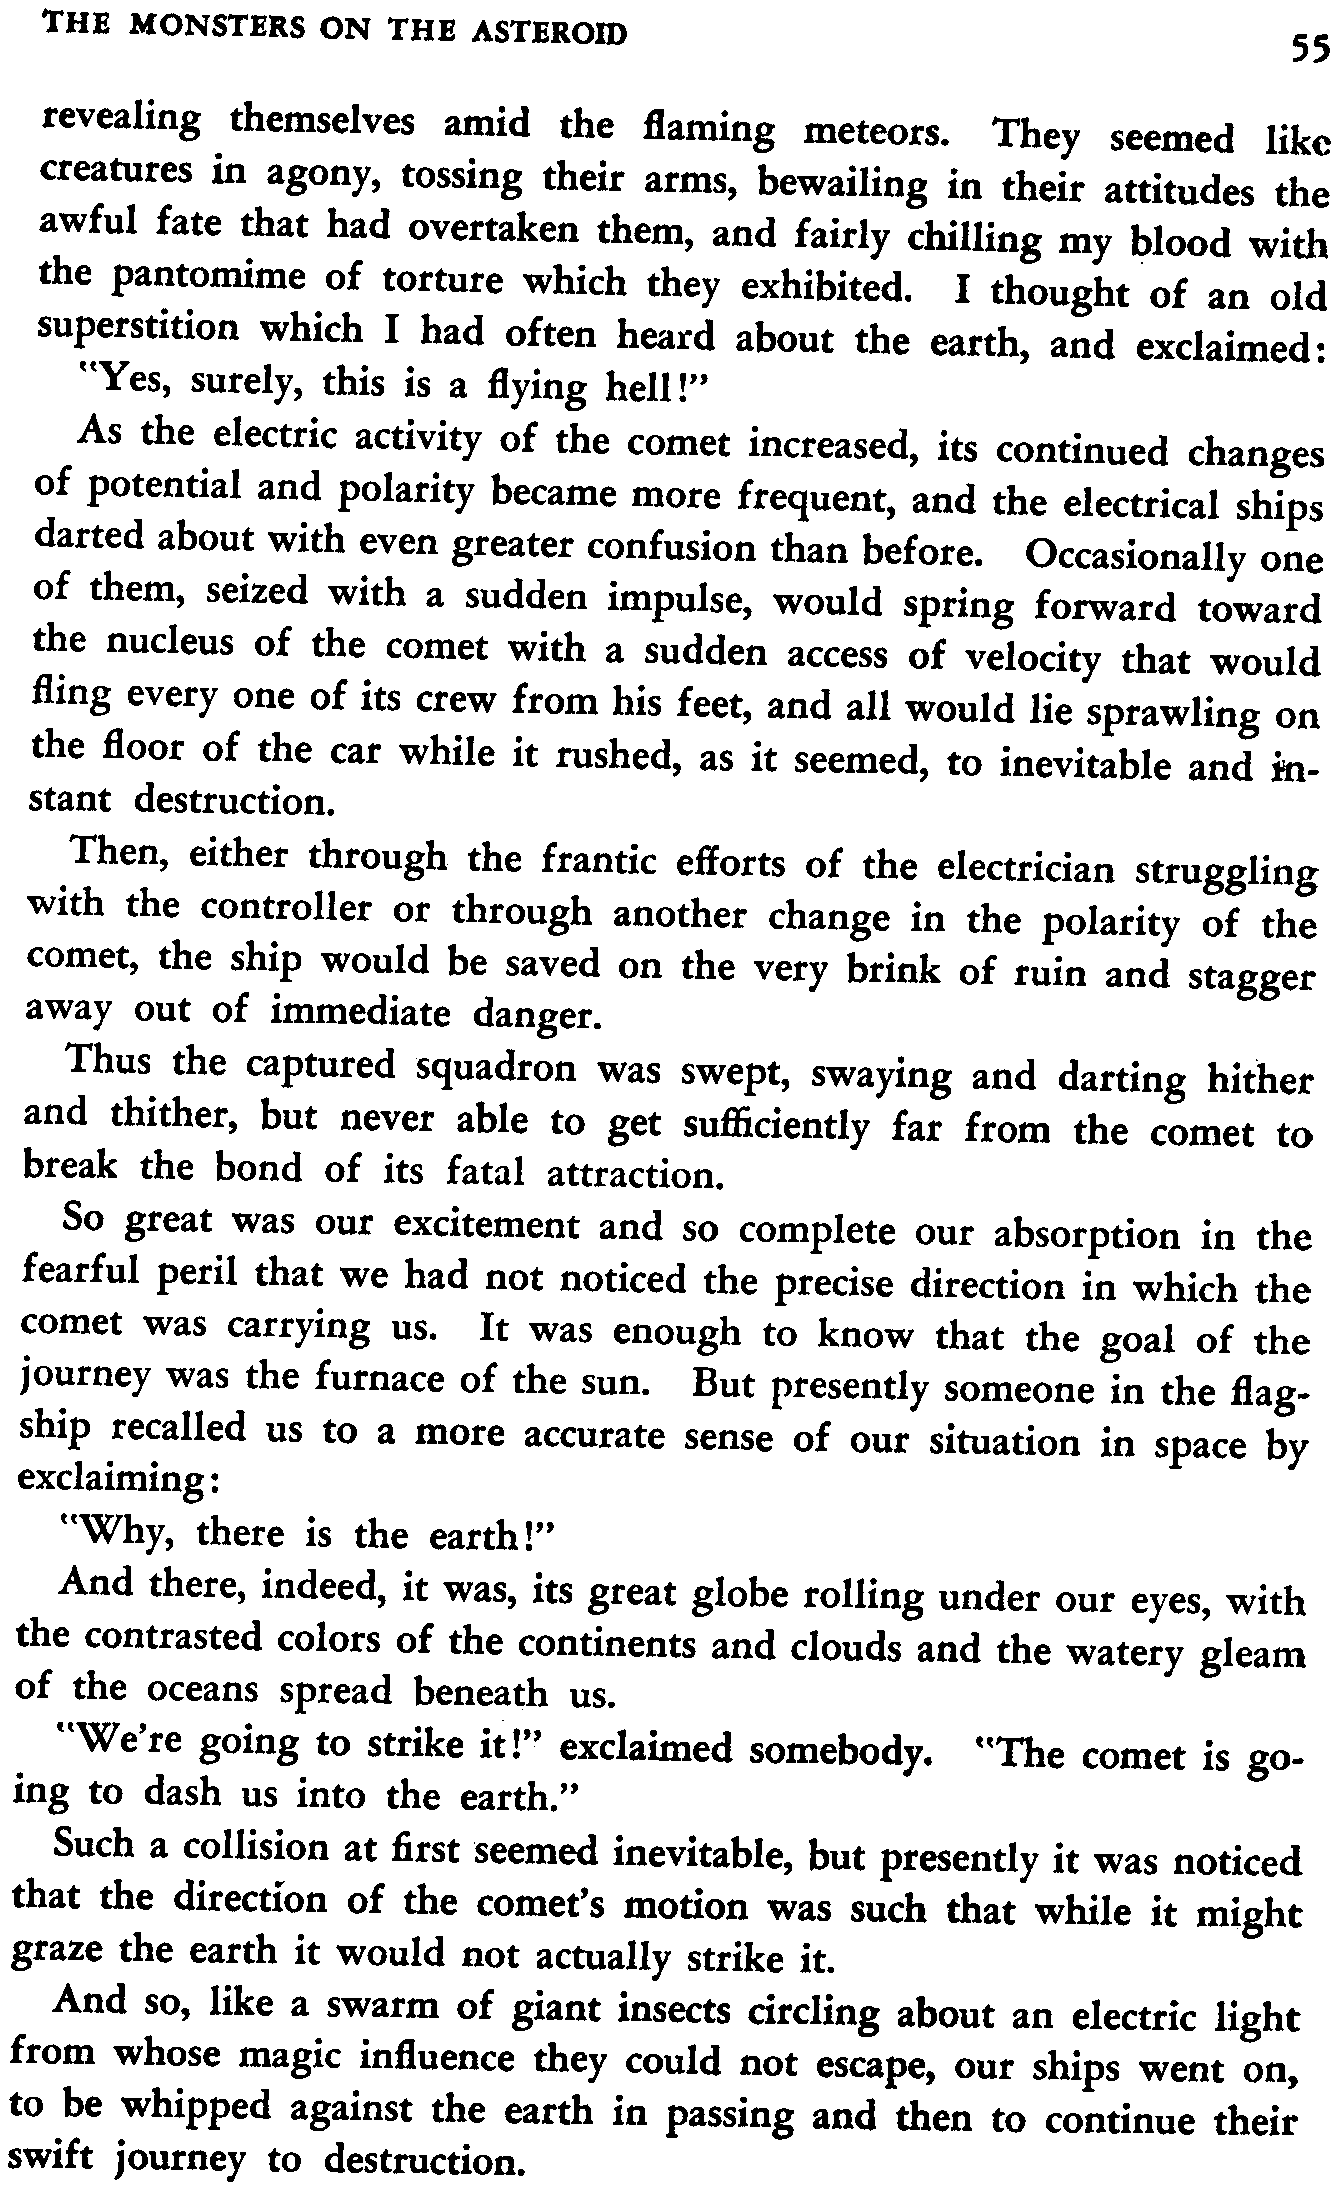 THE MONSTERS ON THE ASTEROID 55
revealing themselves amid the flaming meteors. They seemed like
creatures in agony, tossing their arms, bewailing in their attitudes the
awful fate that had overtaken them, and fairly chilling my blood with
the pantomime of torture which they exhibited. I thought of an old
superstition which I had often heard about the earth, and exclaimed:
"Yes, surely, this is a flying hell!"
As the electric activity of the comet increased, its continued changes
of potential and polarity became more frequent, and the electrical ships
darted about with even greater confusion than before. Occasionally one
of them, seized with a sudden impulse, would spring forward toward
the nucleus of the comet with a sudden access of velocity that would
fling every one of its crew from his feet, and all would lie sprawling on
the floor of the car while it rushed, as it seemed, to inevitable and in-
stant destruction.
Then, either through the frantic efforts of the electrician struggling
with the controller or through another change in the polarity of the
comet, the ship would be saved on the very brink of ruin and stagger
away out of immediate danger.
Thus the captured squadron was swept, swaying and darting hither
and thither, but never able to get sufficiently far from the comet to
break the bond of its fatal attraction.
So great was our excitement and so complete our absorption in the
fearful peril that we had not noticed the precise direction in which the
comet was carrying us. It was enough to know that the goal of the
journey was the furnace of the sun. But presently someone in the flag-
ship recalled us to a more accurate sense of our situation in space by
exclaiming:
"Why, there is the earth!"
And there, indeed, it was, its great globe rolling under our eyes, with
the contrasted colors of the continents and clouds and the watery gleam
of the oceans spread beneath us.
"We're going to strike it!" exclaimed somebody. "The comet is go-
ing to dash us into the earth."
Such a collision at first seemed inevitable, but presently it was noticed
that the direction of the comet's motion was such that while it might
graze the earth it would not actually strike it.
And so, like a swarm of giant insects circling about an electric light
from whose magic influence they could not escape, our ships went on,
to be whipped against the earth in passing and then to continue their
swift journey to destruction.